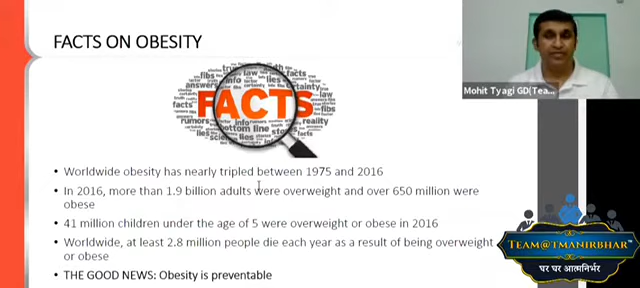 FACTS ON OBESITY
FACTS
Mohit Tyagi GD(Tea...
Worldwide obesity has nearly tripled between 1975 and 2016
In 2016, more than 1.9 billion adults were overweight and over 650 million were
obese
41 million children under the age of 5 were overweight or obese in 2016
Worldwide, at least 2.8 million people die each year as a result of being overweight
or obese
THE GOOD NEWS: Obesity is preventable
TEAM@TMANIRBHAR
घर घर आत्मनिर्भर